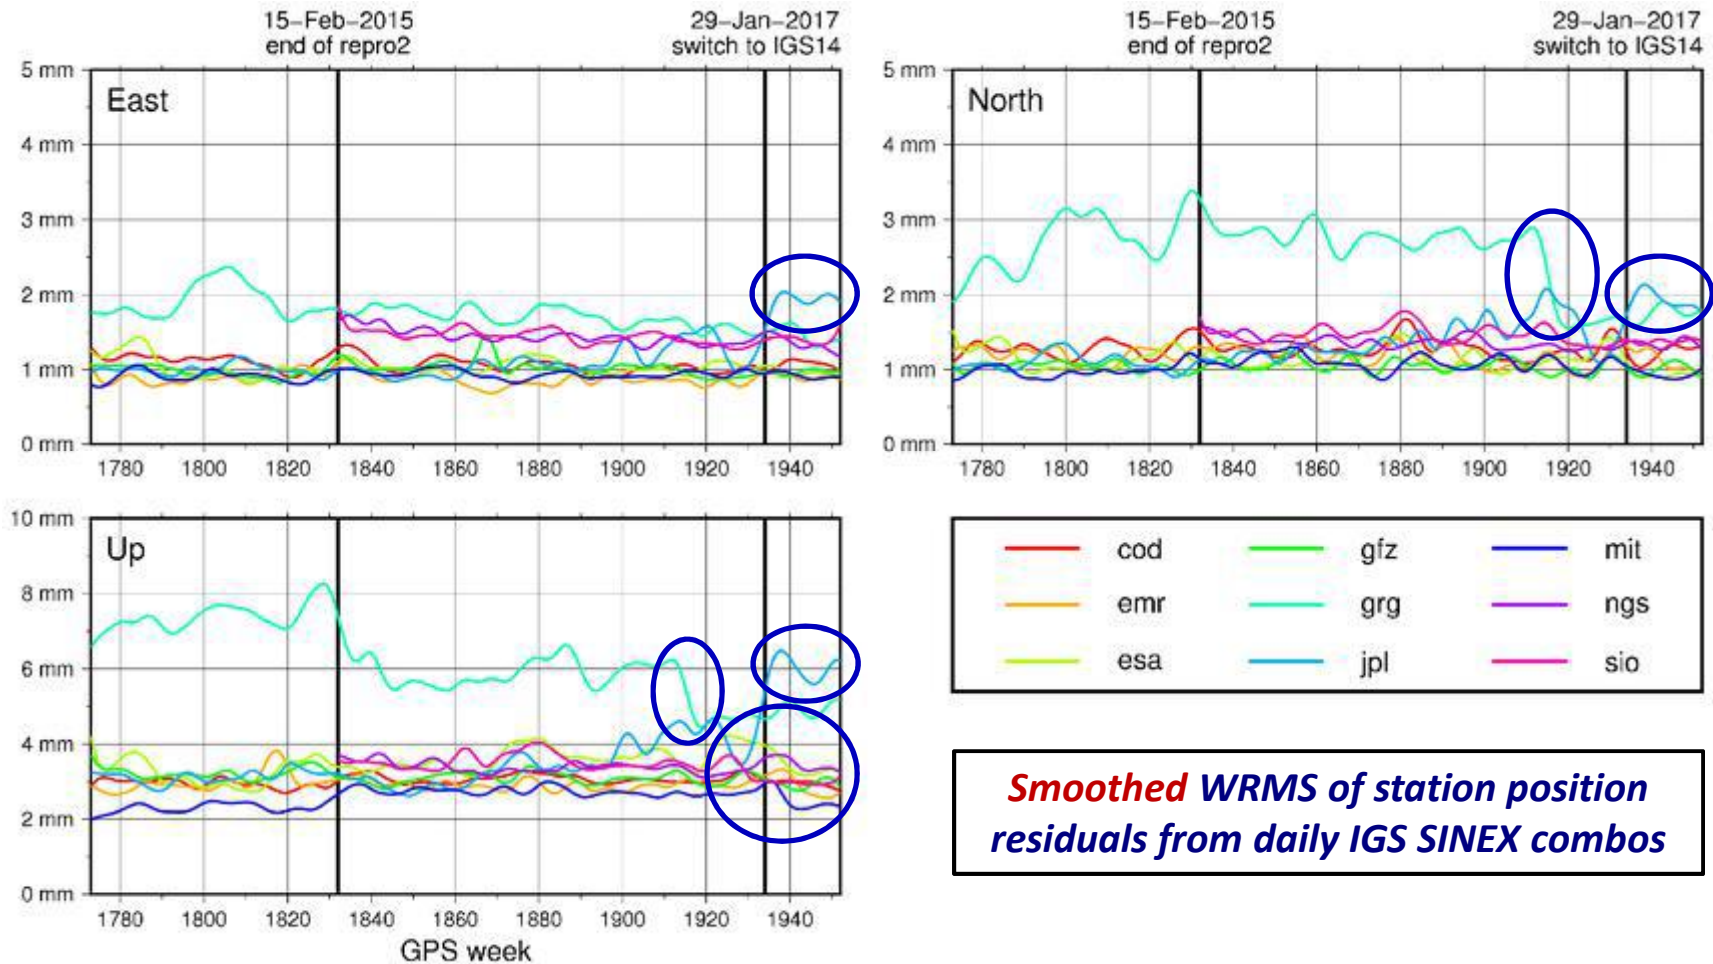 15-Feb-2015
end of repro2
29-Jan-2017
switch to IGS14
15-Feb-2015
end of repro2
29-Jan-2017
switch to IGS14
East
5 mm
4 mm
3 mm
2 mm
1 mm
0 mm
1780 1800 1820 1840 1860 1880 1900 1920 1940
North
5 mm
4 mm
3 mm
2 mm
1 mm
0 mm
1780 1800 1820 1840 1860 1880 1900 1920 1940
Up
10 mm
8 mm
6 mm
4 mm
2 mm
0 mm
1780 1800 1820 1840 1860 1880 1900 1920 1940
GPS week
cod gfz mit
emr grg ngs
esa jpl sio
Smoothed WRMS of station position
residuals from daily IGS SINEX combos